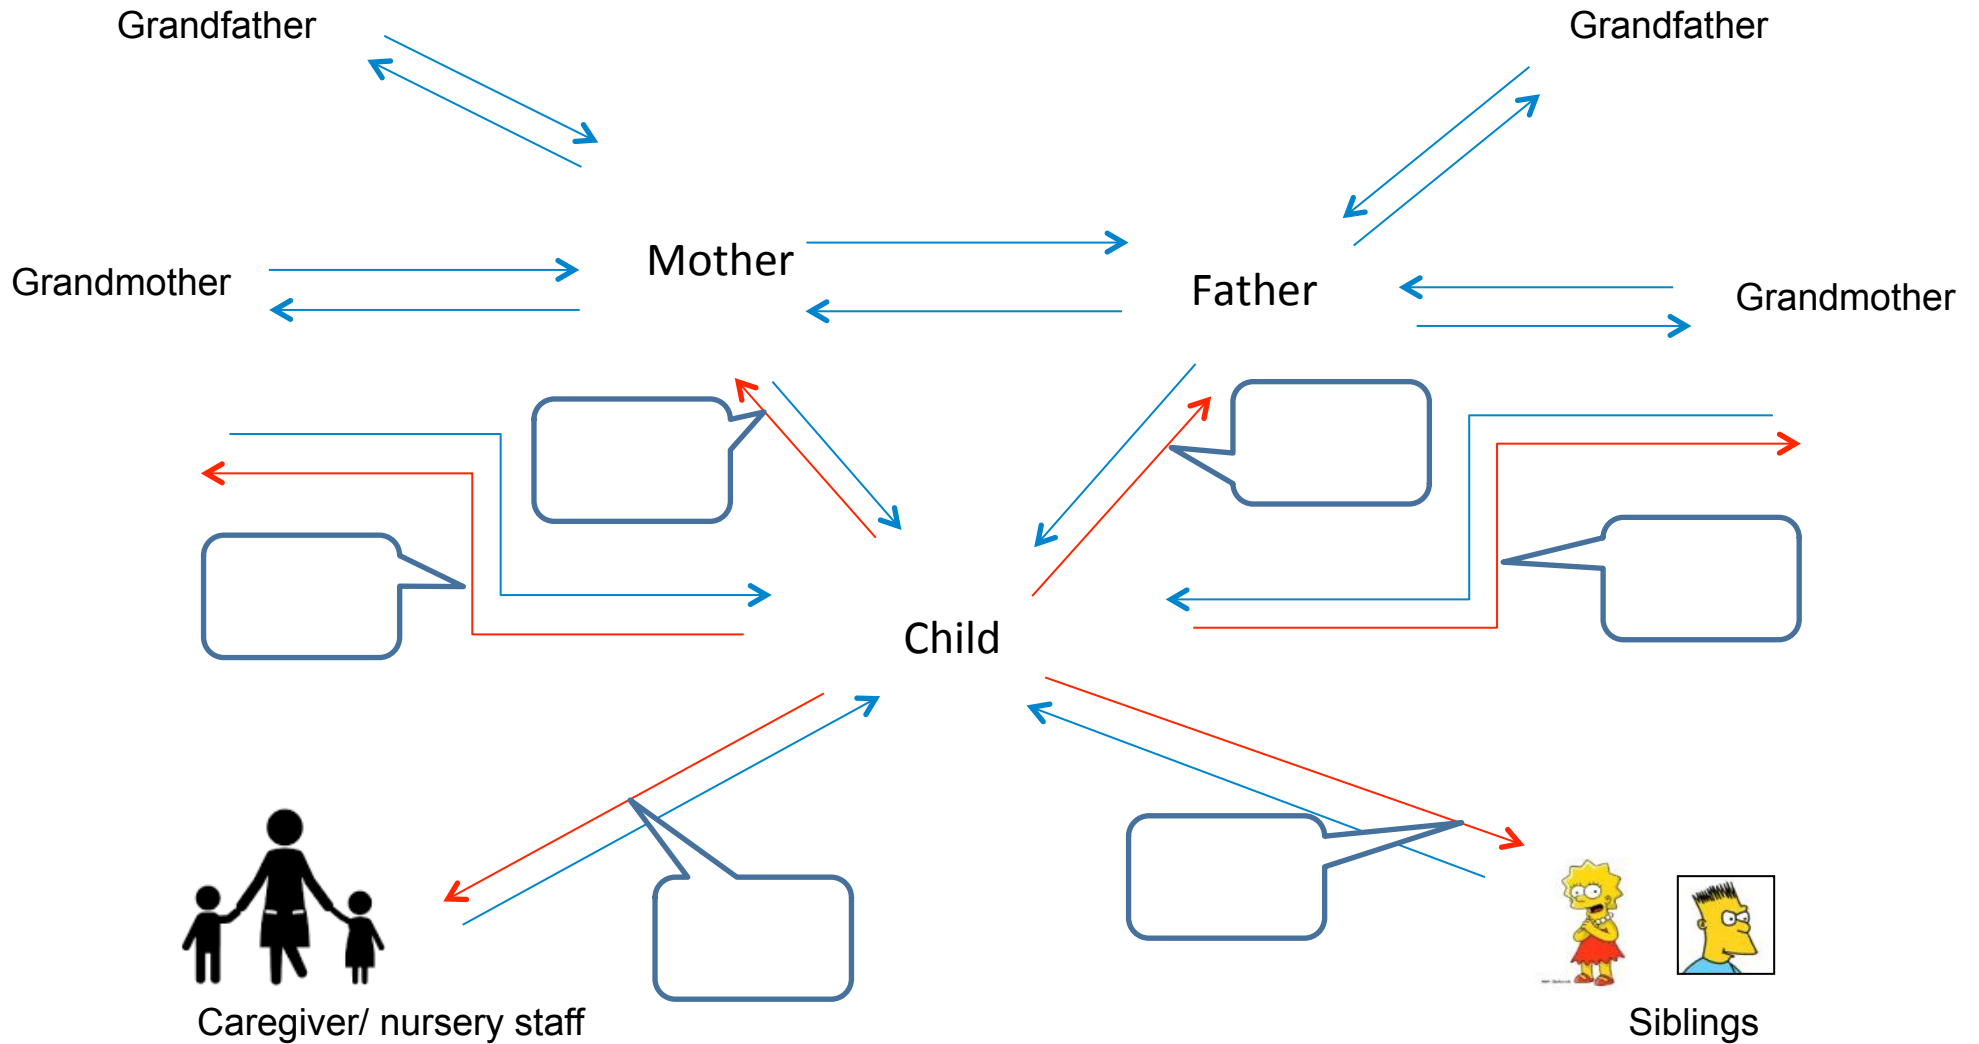 Grandfather
Grandfather
Mother
Grandmother
Father
Grandmother
Child
Caregiver/ nursery staff
Siblings